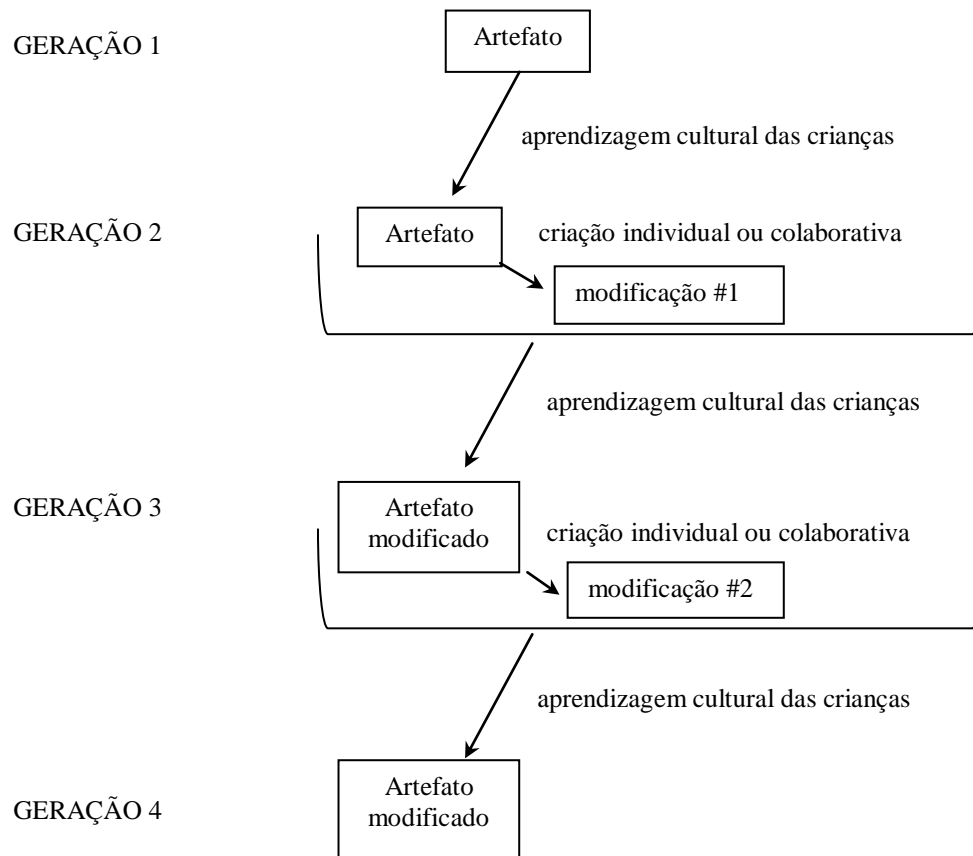 GERAÇÃO 1
Artefato
aprendizagem cultural das crianças
GERAÇÃO 2
Artefato
criação individual ou colaborativa
modificação #1
aprendizagem cultural das crianças
GERAÇÃO 3
Artefato
modificado
criação individual ou colaborativa
modificação #2
aprendizagem cultural das crianças
GERAÇÃO 4
Artefato
modificado